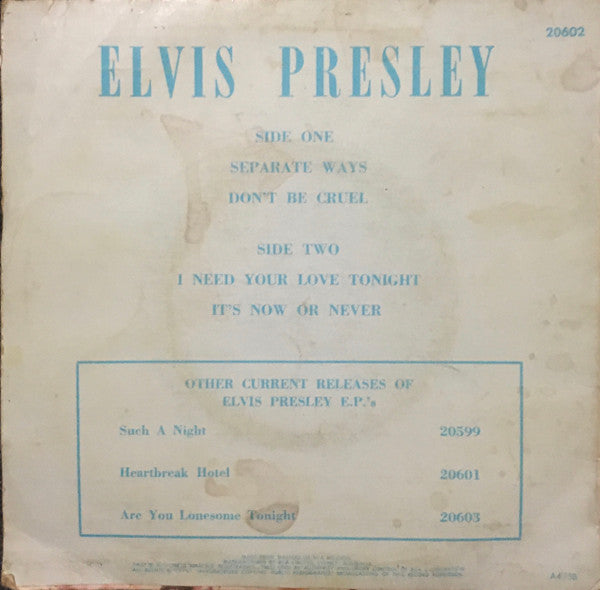 20602
ELVIS PRESLEY
SIDE ONE
SEPARATE WAYS
DON'T BE CRUEL
SIDE TWO
I NEED YOUR LOVE TONIGHT
IT'S NOW OR NEVER
OTHER CURRENT RELEASES OF
ELVIS PRESLEY E.P.'s
Such A Night 20599
Heartbreak Hotel 20601
Are You Lonesome Tonight 20603